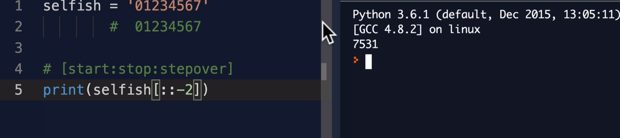 1 selfish = '01234567'
2 # 01234567
3
4 # [start:stop:stepover]
5 print(selfish[::-2])
Python 3.6.1 (default, Dec 2015, 13:05:11)
[GCC 4.8.2] on linux
7531